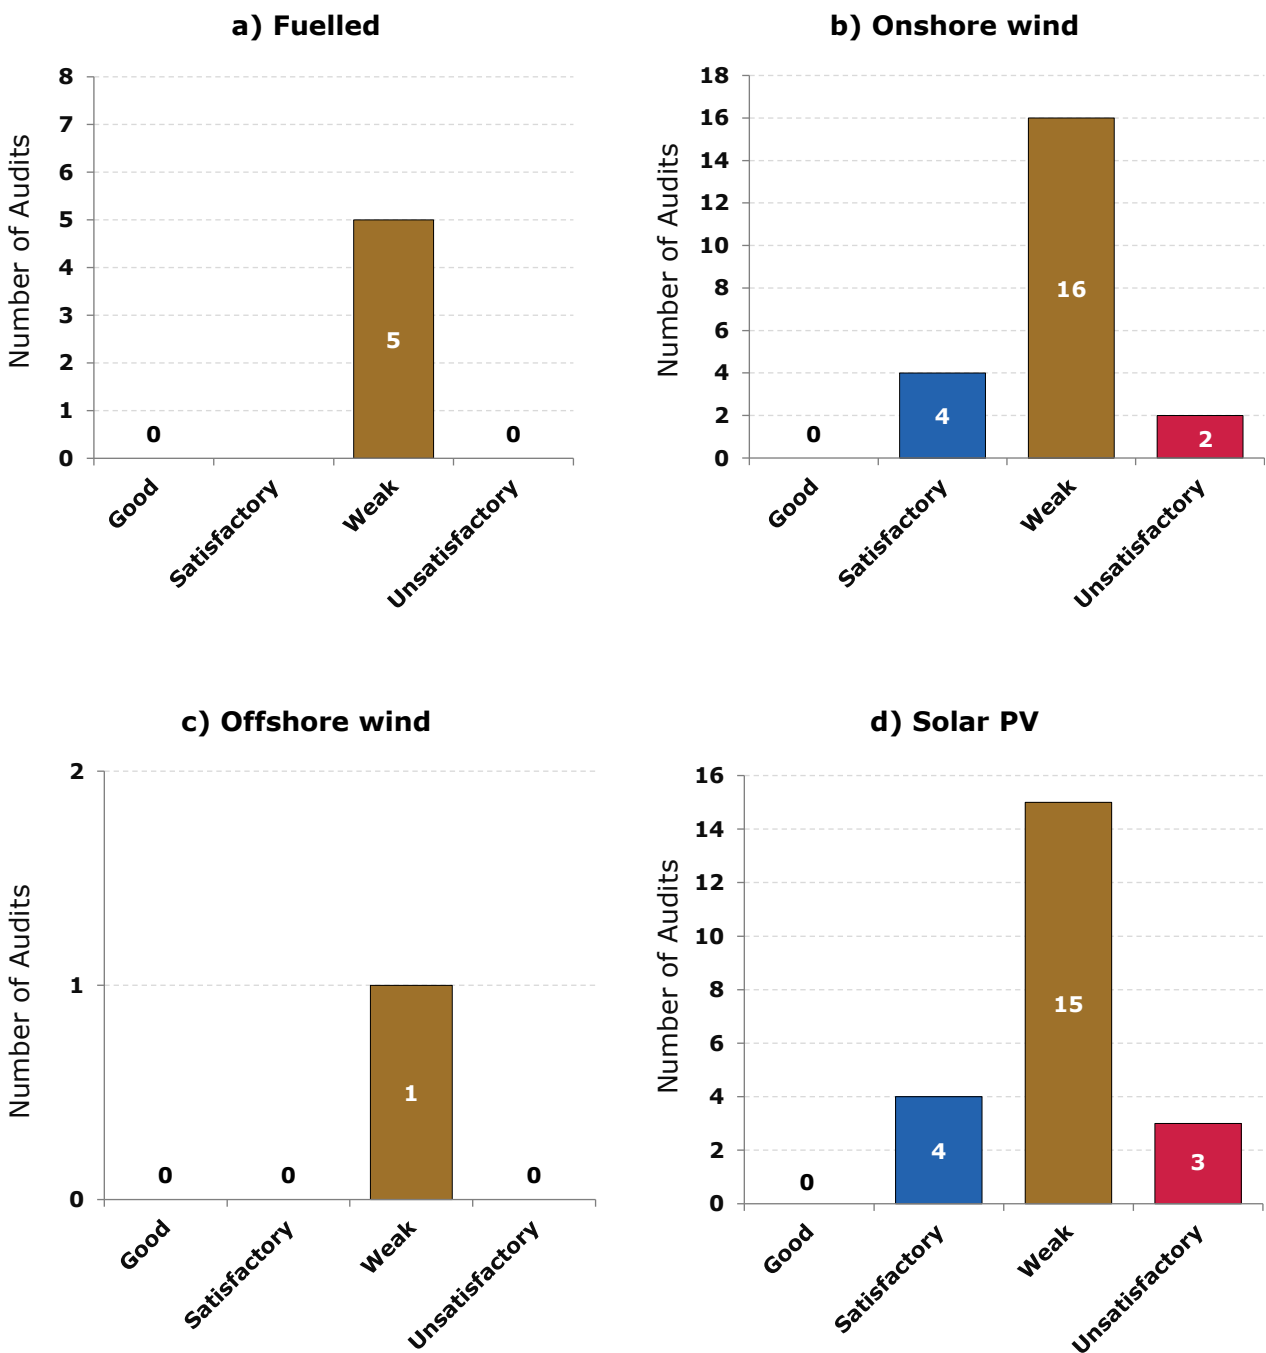 a) Fuelled
Number of Audits
8
7
6
5
4
3
2
1
0
0
5
0
Good
Satisfactory
Weak
Unsatisfactory
b) Onshore wind
Number of Audits
18
16
14
12
10
8
6
4
2
0
0
4
16
2
Good
Satisfactory
Weak
Unsatisfactory
c) Offshore wind
Number of Audits
2
1
0
0
0
1
0
Good
Satisfactory
Weak
Unsatisfactory
d) Solar PV
Number of Audits
16
14
12
10
8
6
4
2
0
0
4
15
3
Good
Satisfactory
Weak
Unsatisfactory